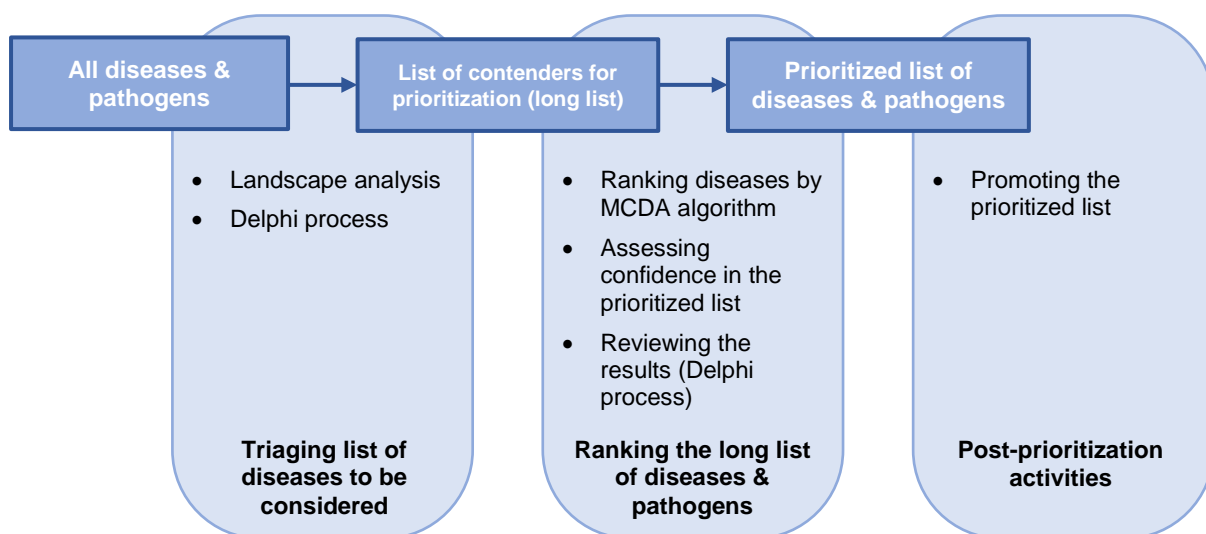 All diseases &
pathogens
List of contenders for
prioritization (long list)
Prioritized list of
diseases & pathogens
• Landscape analysis
• Delphi process
Triaging list of
diseases to be
considered
• Ranking diseases by
MCDA algorithm
• Assessing
confidence in the
prioritized list
• Reviewing the
results (Delphi
process)
Ranking the long list
of diseases &
pathogens
• Promoting the
prioritized list
Post-prioritization
activities